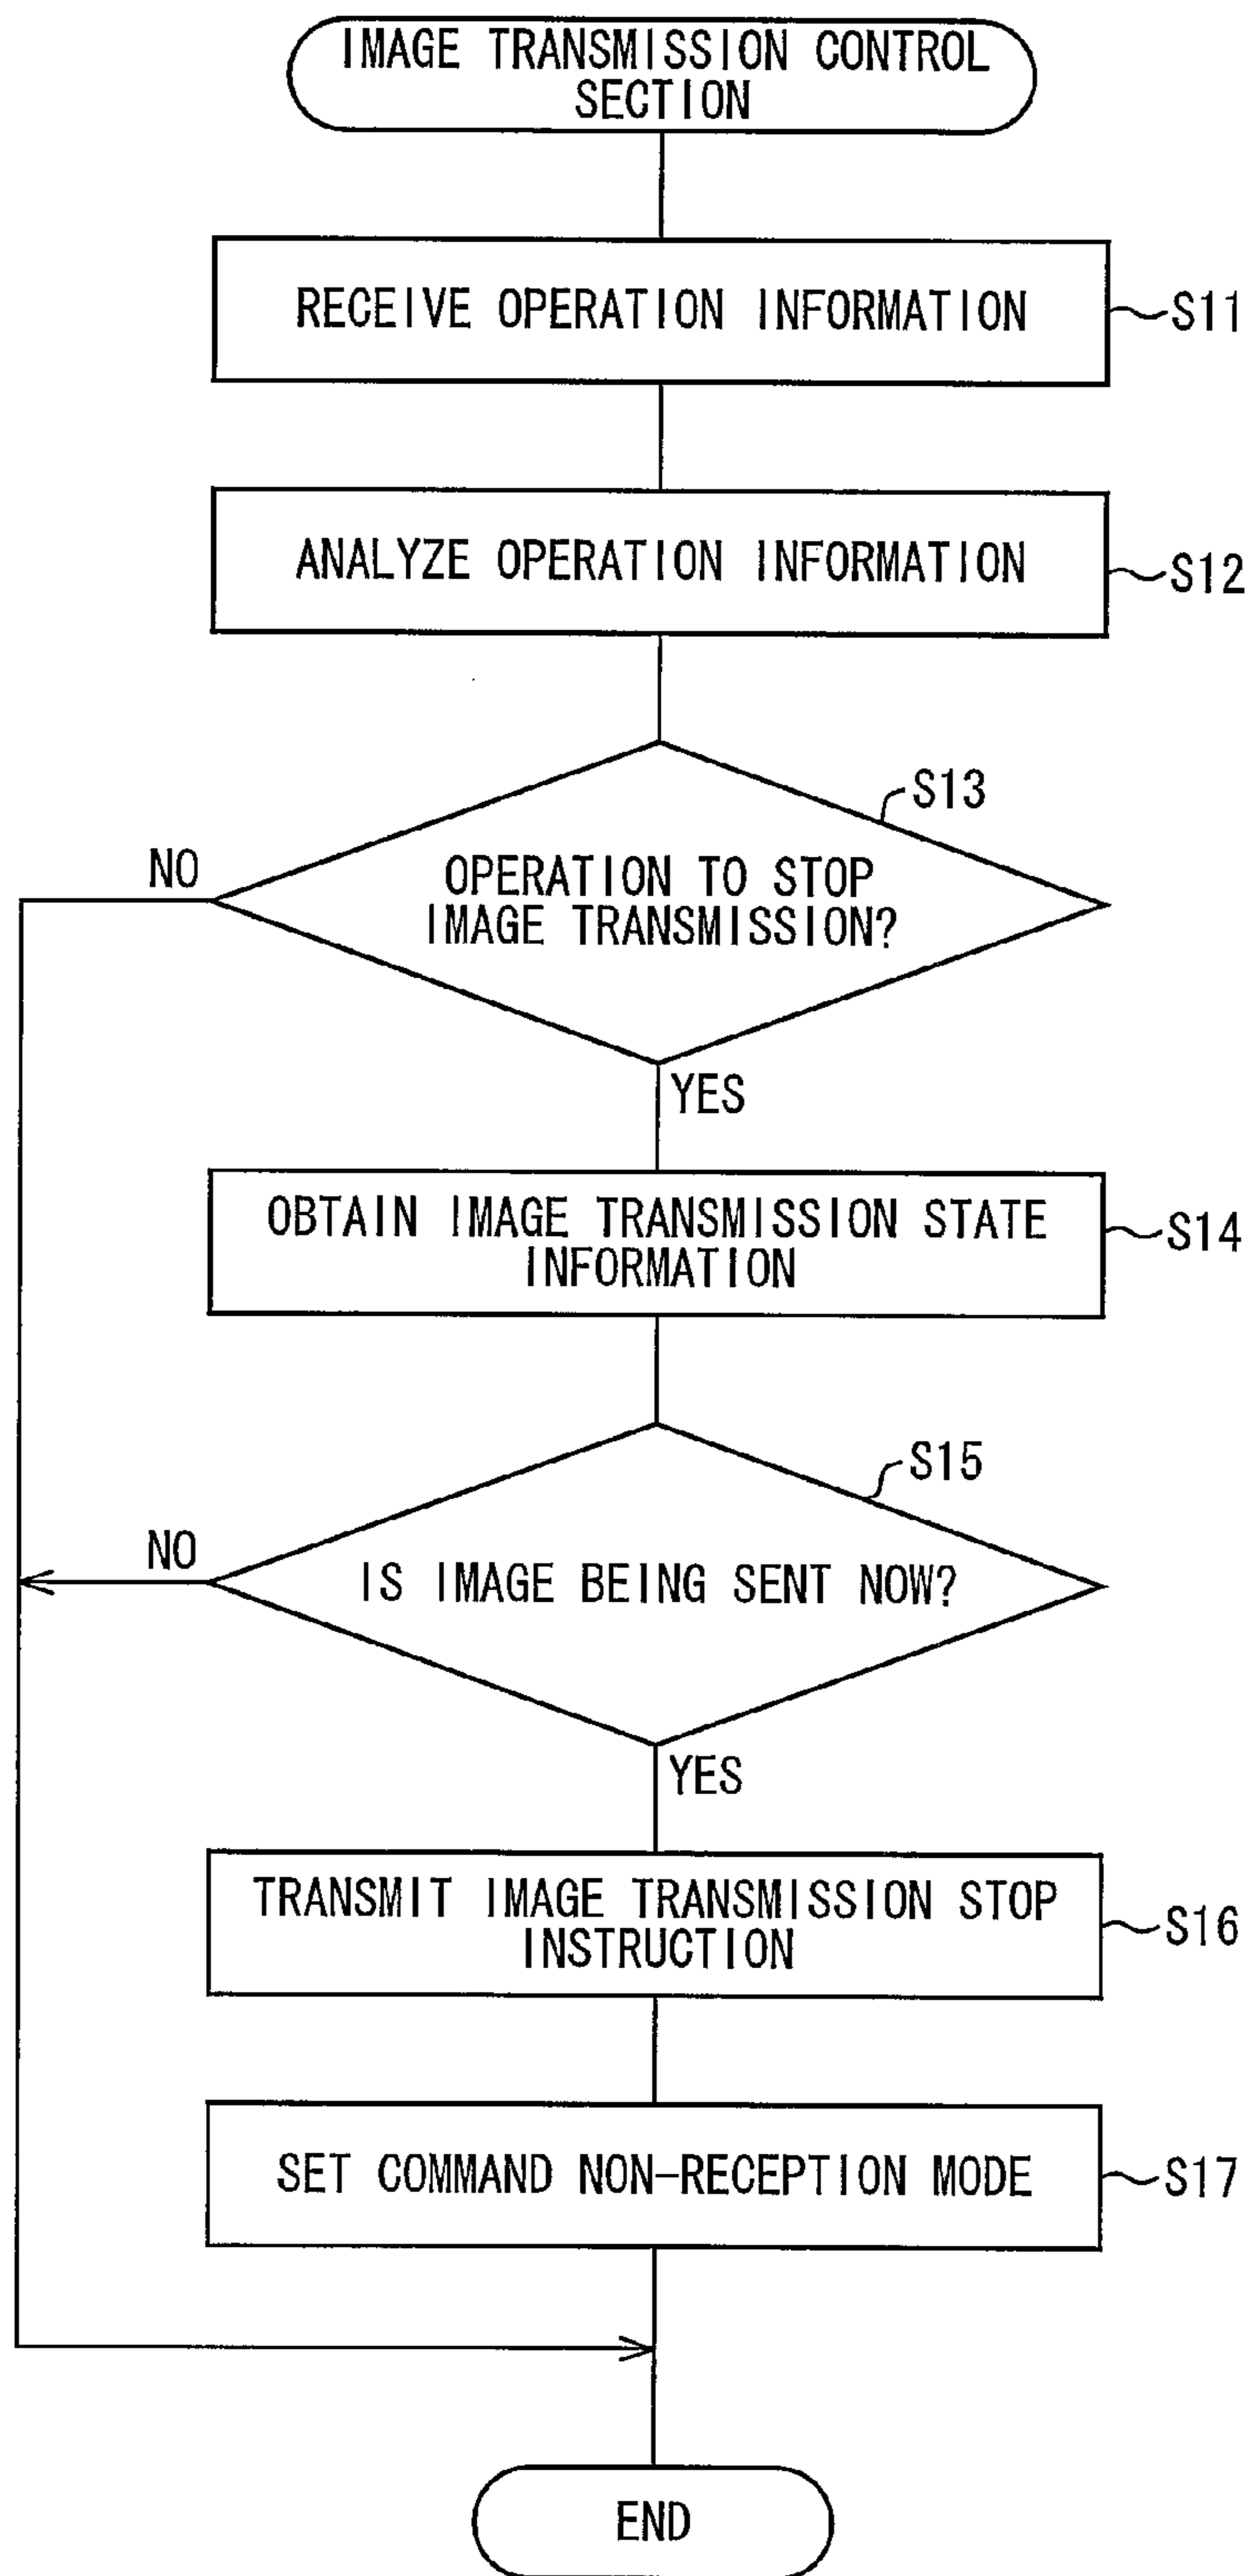 IMAGE TRANSMISSION CONTROL
SECTION
RECEIVE OPERATION INFORMATION
S11
ANALYZE OPERATION INFORMATION
S12
S13
NO
OPERATION TO STOP
IMAGE TRANSMISSION?
YES
OBTAIN IMAGE TRANSMISSION STATE
INFORMATION
S14
S15
NO
IS IMAGE BEING SENT NOW?
YES
TRANSMIT IMAGE TRANSMISSION STOP
INSTRUCTION
S16
SET COMMAND NON-RECEPTION MODE
S17
END